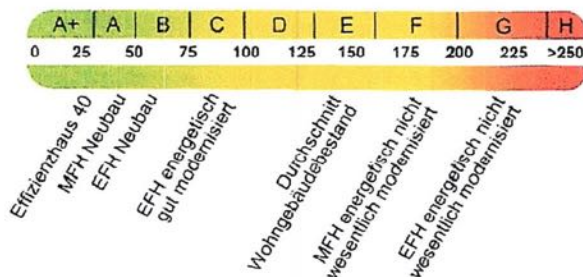 A+ A B C D E F G H
0 25 50 75 100 125 150 175 200 225 >250
Effizienzhaus 40
MFH Neubau
EFH Neubau
EFH energetisch
gut modernisiert
Durchschnitt
Wohngebäudebestand
MFH energetisch nicht
wesentlich modernisiert
EFH energetisch nicht
wesentlich modernisiert